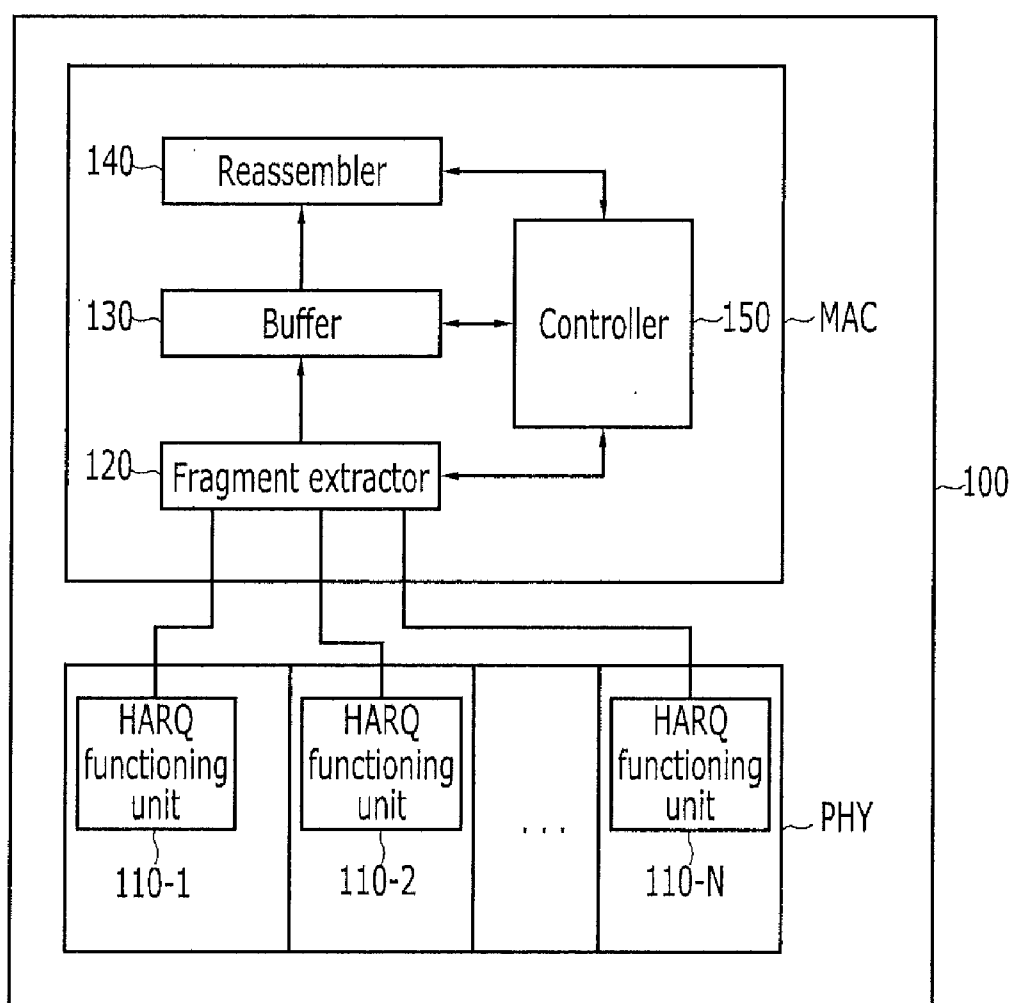 140
Reassembler
130
Buffer
Controller
150
MAC
120
Fragment extractor
100
HARQ
functioning
unit
HARQ
functioning
unit
. . .
HARQ
functioning
unit
PHY
110-1
110-2
110-N